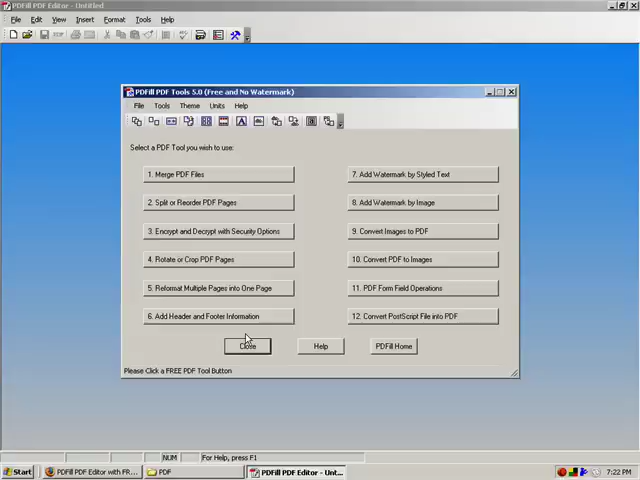 PDFill PDF Editor - Untitled
File Edit View Insert Format Tools Help
PDFill PDF Tools 5.0 (Free and No Watermark)
File Tools Theme Units Help
Select a PDF Tool you wish to use:
1. Merge PDF Files
7. Add Watermark by Styled Text
2. Split or Reorder PDF Pages
8. Add Watermark by Image
3. Encrypt and Decrypt with Security Options
9. Convert Images to PDF
4. Rotate or Crop PDF Pages
10. Convert PDF to Images
5. Reformat Multiple Pages into One Page
11. PDF Form Field Operations
6. Add Header and Footer Information
12. Convert PostScript File into PDF
Close Help PDFill Home
Please Click a FREE PDF Tool Button
NUM For Help, press F1
Start PDFill PDF Editor with FR... PDF PDFill PDF Editor - Unt... 7:22 PM